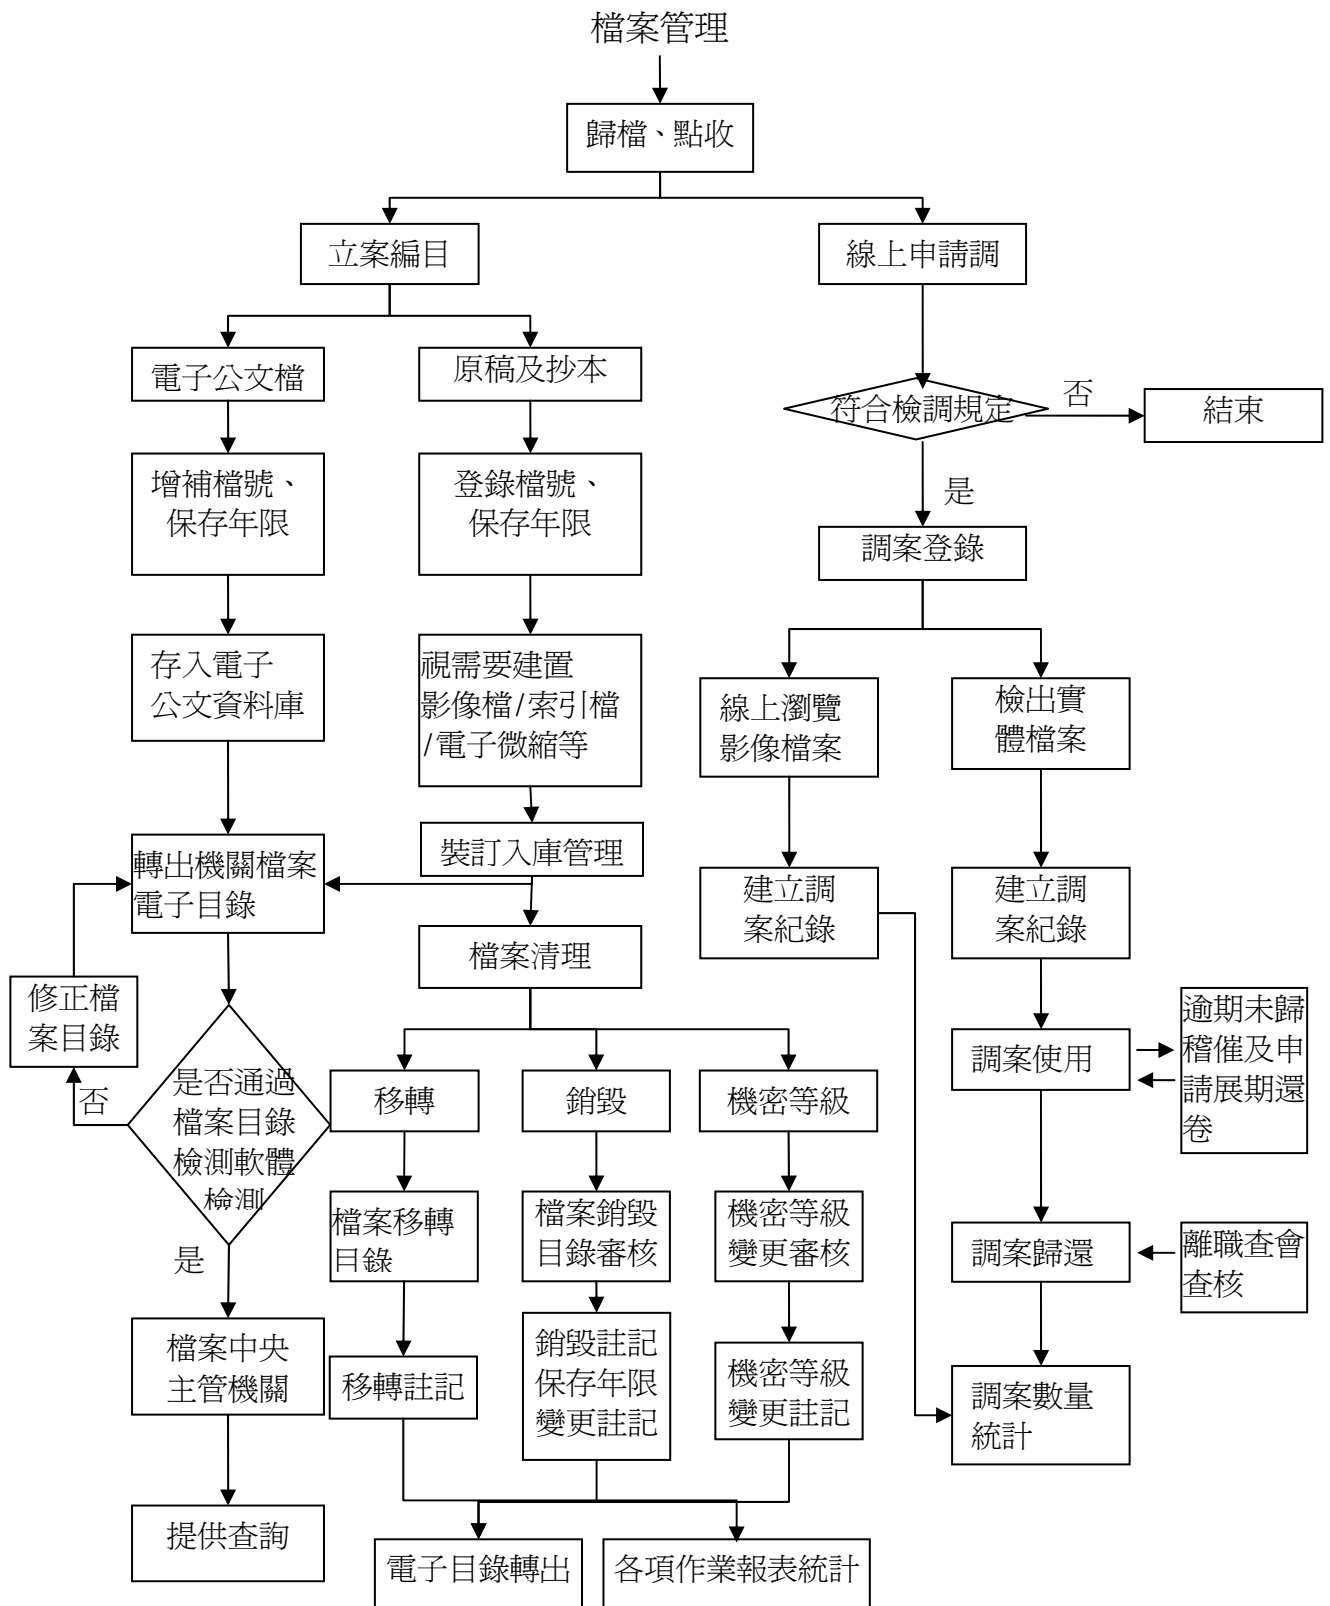 檔案管理
歸檔、點收
立案編目
線上申請調
電子公文檔
原稿及抄本
符合檢調規定
否
結束
增補檔號、
保存年限
登錄檔號、
保存年限
是
調案登錄
存入電子
公文資料庫
視需要建置
影像檔/索引檔
/電子微縮等
線上瀏覽
影像檔案
檢出實
體檔案
轉出機關檔案
電子目錄
裝訂入庫管理
建立調
案紀錄
建立調
案紀錄
檔案清理
修正檔
案目錄
否
是否通過
檔案目錄
檢測軟體
檢測
移轉
銷毀
機密等級
調案使用
逾期未歸
稽催及申
請展期還
卷
檔案移轉
目錄
檔案銷毀
目錄審核
機密等級
變更審核
調案歸還
離職查會
查核
是
檔案中央
主管機關
移轉註記
銷毀註記
保存年限
變更註記
機密等級
變更註記
調案數量
統計
提供查詢
電子目錄轉出
各項作業報表統計